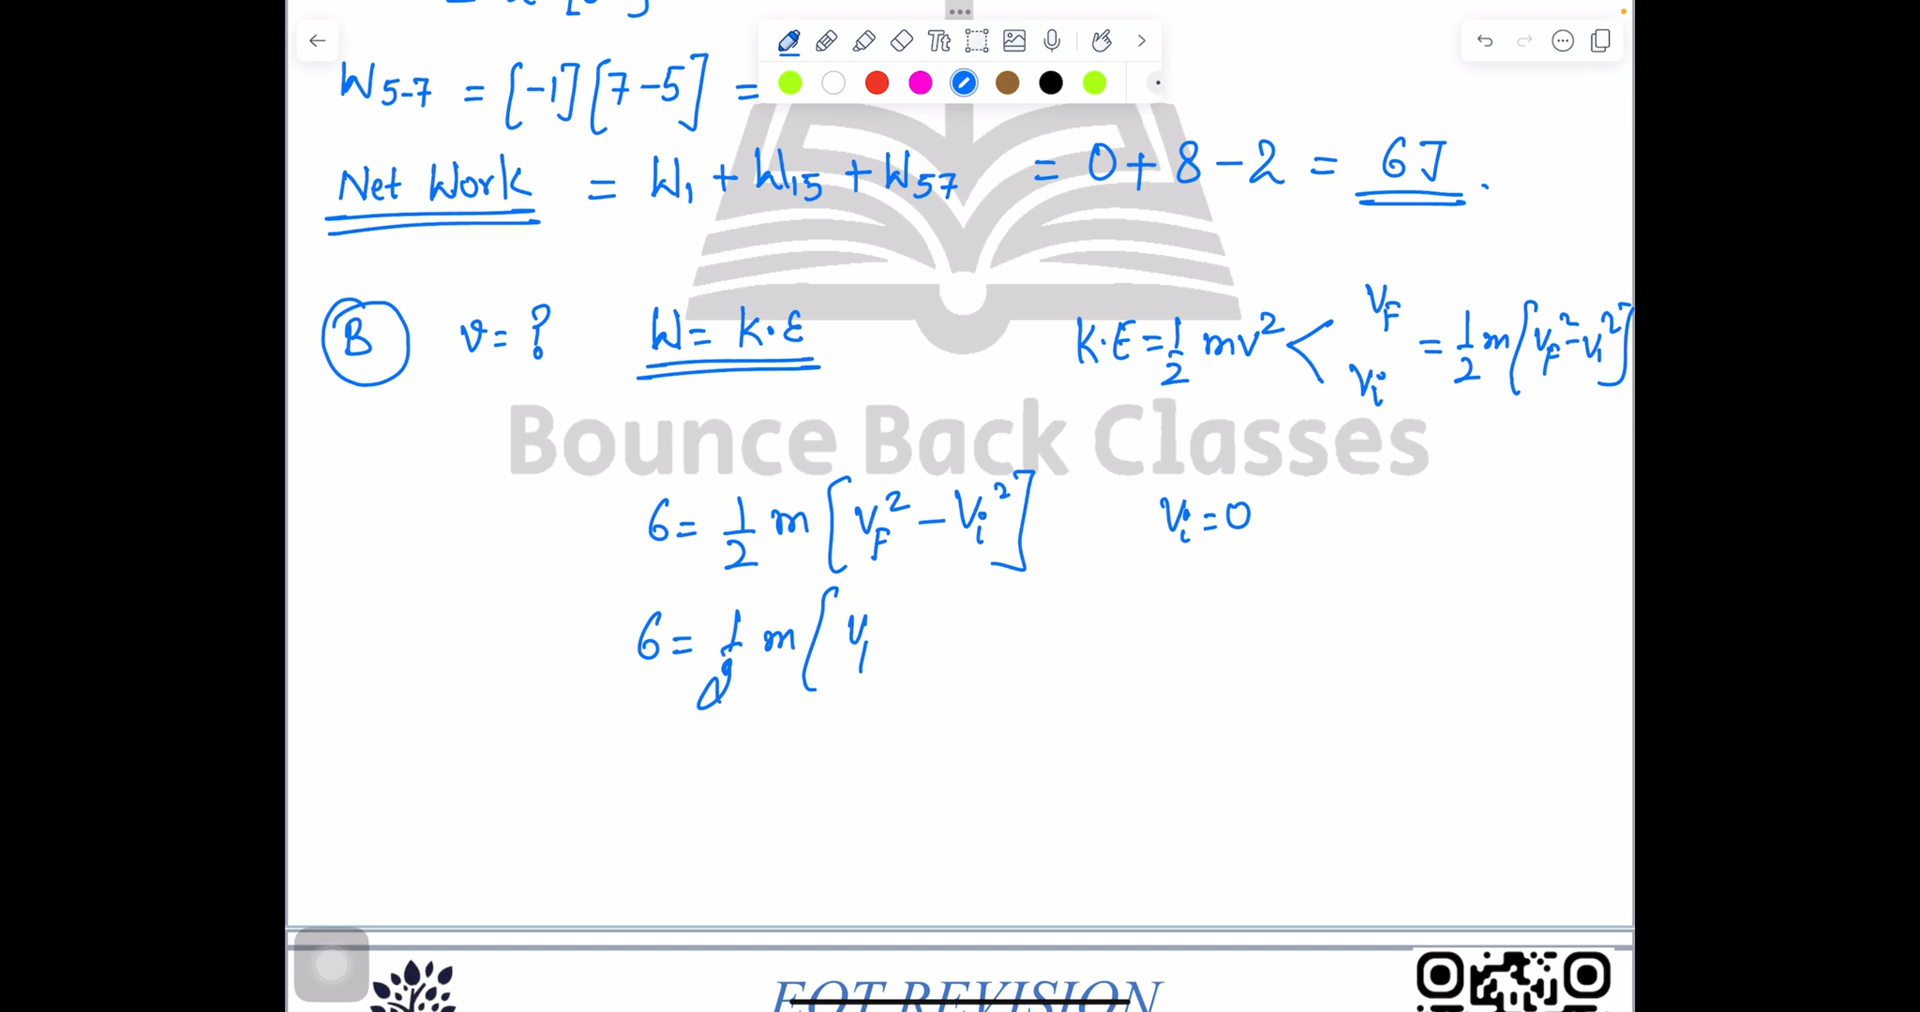 Tt
W5-7 = [-1][7-5] =
Net Work = W1 + W15 + W57 = 0+8-2 = 6J.
B v=? W= K.E K.E=1/2 mv² < VF Vi = 1/2 m[VF²-Vi²]
Bounce Back Classes
6 = 1/2 m [VF² - Vi²] Vi=0
6 = 1/2 m [V
EOT REVISION